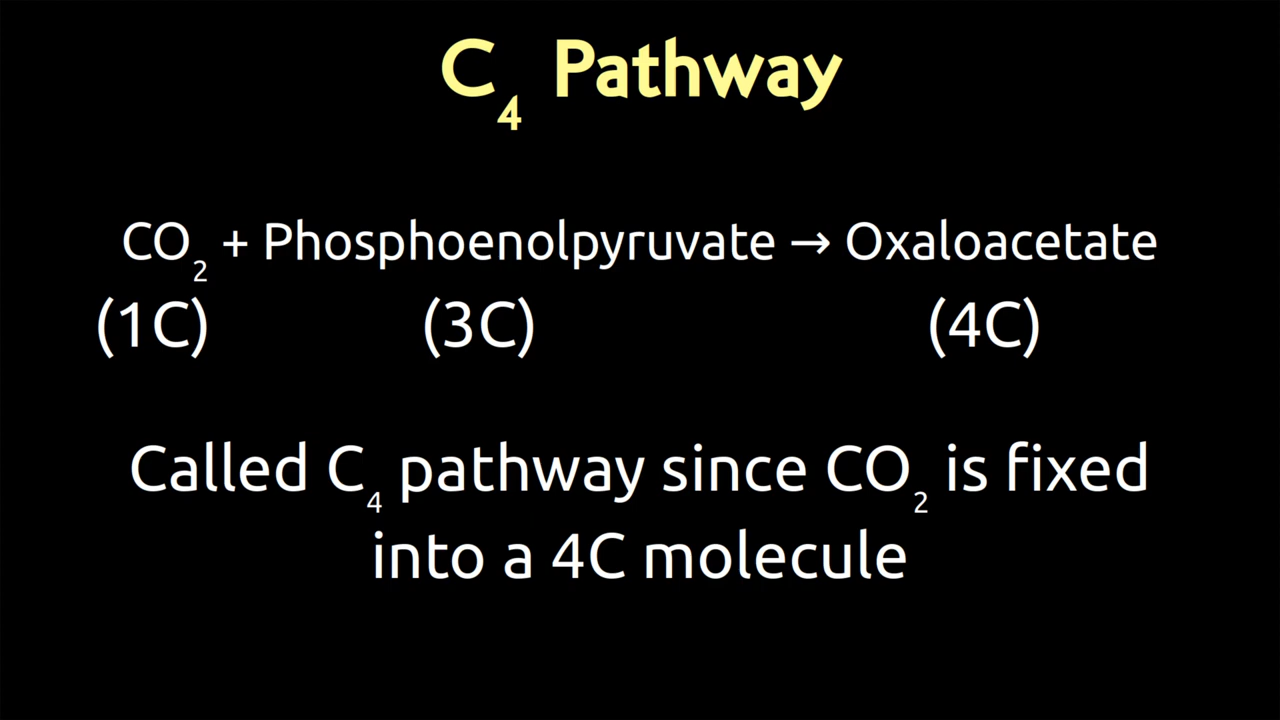 C₄ Pathway
CO₂ + Phosphoenolpyruvate → Oxaloacetate
(1C) (3C) (4C)
Called C₄ pathway since CO₂ is fixed
into a 4C molecule